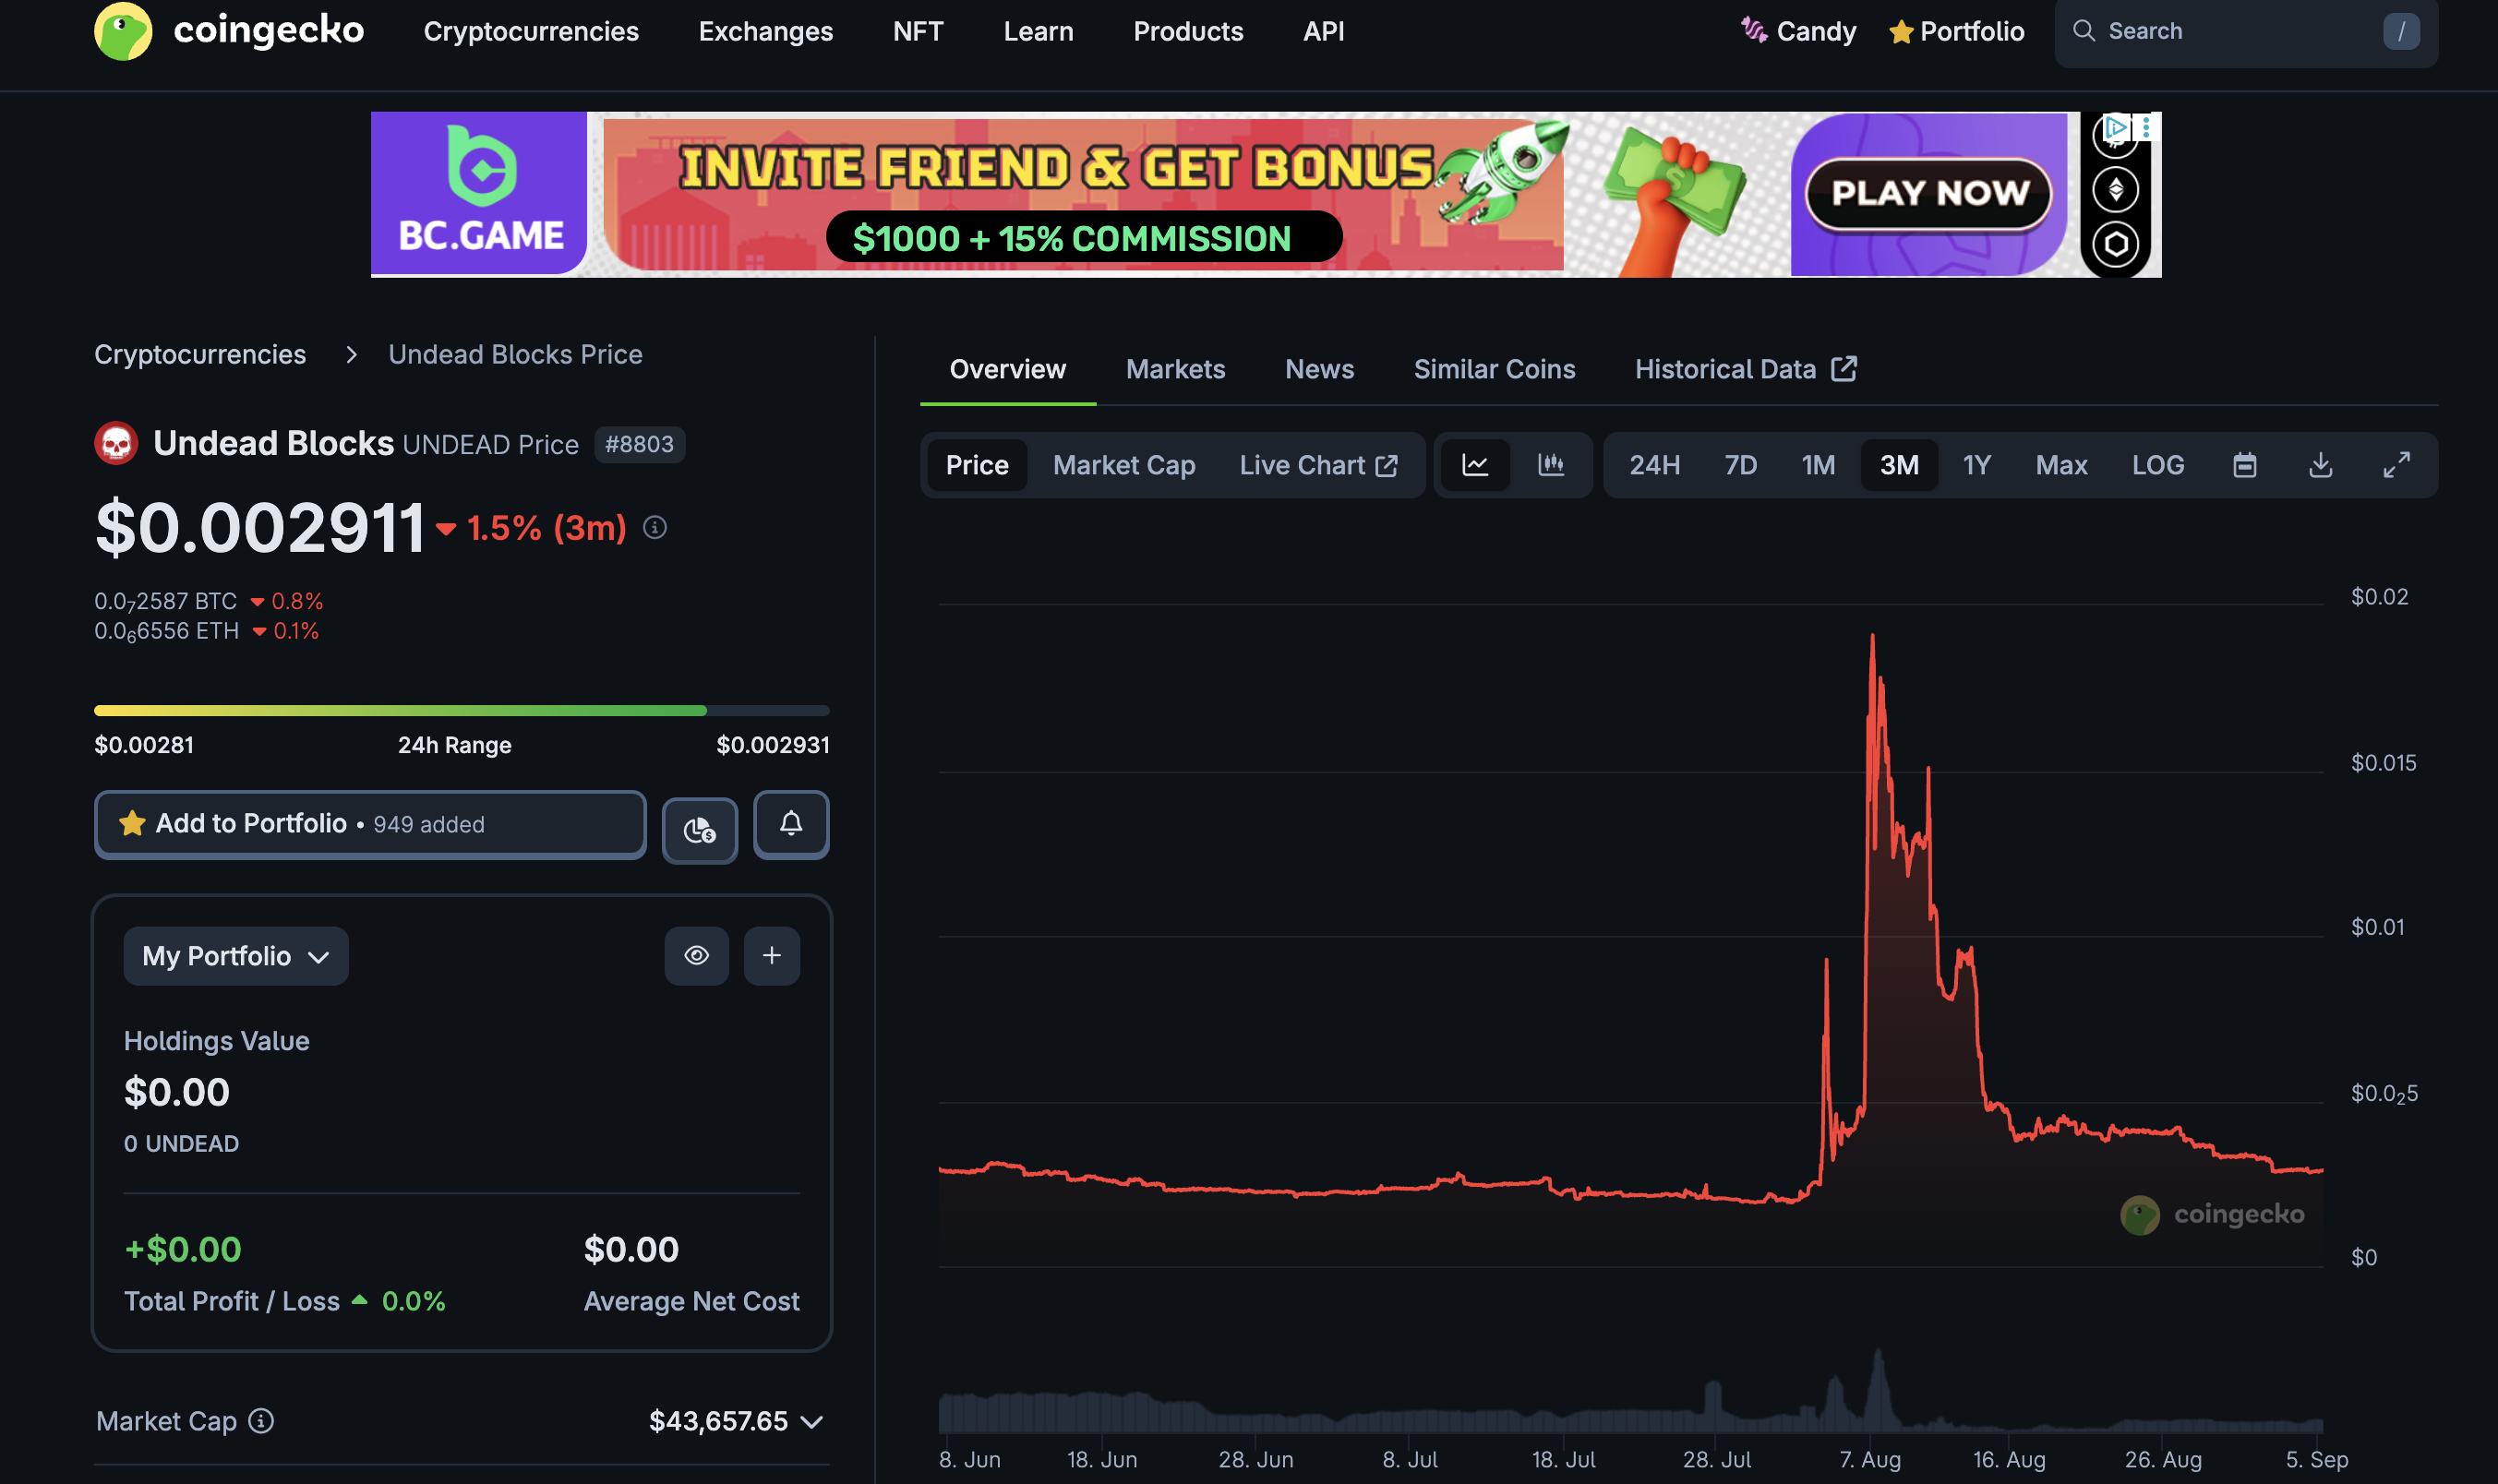 coingecko Cryptocurrencies Exchanges NFT Learn Products API Candy Portfolio Search /
BC.GAME
INVITE FRIEND & GET BONUS
$1000 + 15% COMMISSION
PLAY NOW
Cryptocurrencies > Undead Blocks Price
Undead Blocks UNDEAD Price #8803
$0.002911 1.5% (3m)
0.0₇2587 BTC 0.8%
0.0₆6556 ETH 0.1%
$0.00281 24h Range $0.002931
Add to Portfolio • 949 added
My Portfolio
Holdings Value
$0.00
0 UNDEAD
+$0.00 $0.00
Total Profit / Loss 0.0% Average Net Cost
Market Cap $43,657.65
Overview Markets News Similar Coins Historical Data
Price Market Cap Live Chart 24H 7D 1M 3M 1Y Max LOG
$0.02
$0.015
$0.01
$0.0₂5
coingecko
$0
8. Jun 18. Jun 28. Jun 8. Jul 18. Jul 28. Jul 7. Aug 16. Aug 26. Aug 5. Sep